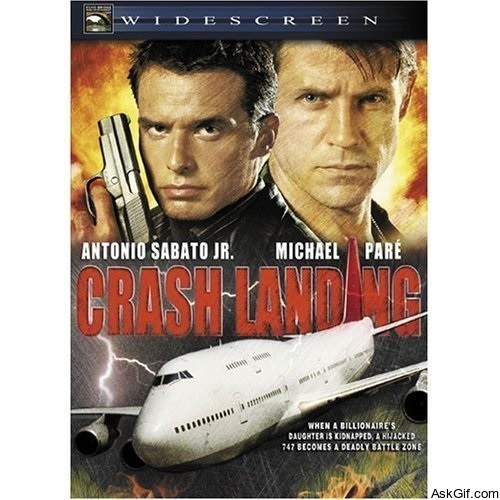 WIDESCREEN
ANTONIO SABATO JR. MICHAEL PARÉ
CRASH LANDING
WHEN A BILLIONAIRE'S
DAUGHTER IS KIDNAPPED, A HIJACKED
747 BECOMES A DEADLY BATTLE ZONE
AskGif.com